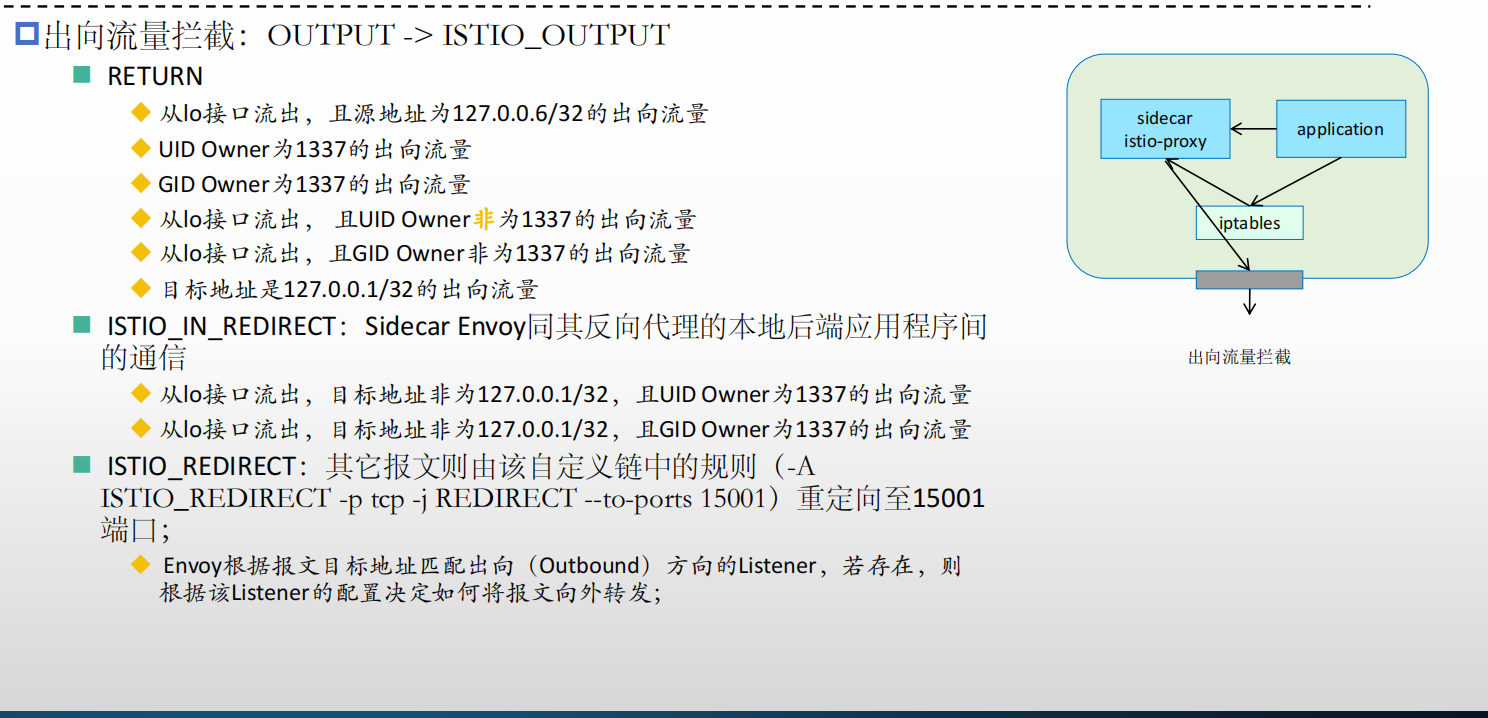 出向流量拦截：OUTPUT -> ISTIO_OUTPUT
RETURN
从lo接口流出，且源地址为127.0.0.6/32的出向流量
UID Owner为1337的出向流量
GID Owner为1337的出向流量
从lo接口流出， 且UID Owner非为1337的出向流量
从lo接口流出，且GID Owner非为1337的出向流量
目标地址是127.0.0.1/32的出向流量
ISTIO_IN_REDIRECT：Sidecar Envoy同其反向代理的本地后端应用程序间
的通信
从lo接口流出，目标地址非为127.0.0.1/32，且UID Owner为1337的出向流量
从lo接口流出，目标地址非为127.0.0.1/32，且GID Owner为1337的出向流量
ISTIO_REDIRECT：其它报文则由该自定义链中的规则（-A
ISTIO_REDIRECT -p tcp -j REDIRECT --to-ports 15001）重定向至15001
端口；
Envoy根据报文目标地址匹配出向（Outbound）方向的Listener，若存在，则
根据该Listener的配置决定如何将报文向外转发；
sidecar
istio-proxy
application
iptables
出向流量拦截